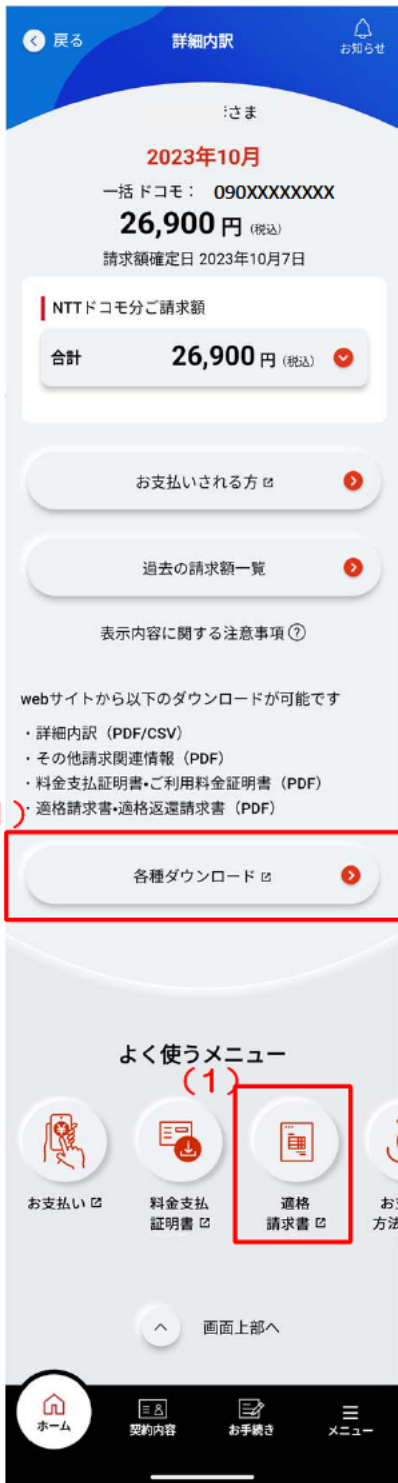 戻る
詳細内訳
お知らせ
さま
2023年10月
一括 ドコモ： 090XXXXXXXX
26,900 円 (税込)
請求額確定日 2023年10月7日
NTTドコモ分ご請求額
合計 26,900 円 (税込)
お支払いされる方
過去の請求額一覧
表示内容に関する注意事項?
webサイトから以下のダウンロードが可能です
・詳細内訳（PDF/CSV）
・その他請求関連情報（PDF）
・料金支払証明書・ご利用料金証明書（PDF）
・適格請求書・適格返還請求書（PDF）
各種ダウンロード
よく使うメニュー
(1)
お支払い
料金支払
証明書
適格
請求書
画面上部へ
ホーム
契約内容
お手続き
メニュー